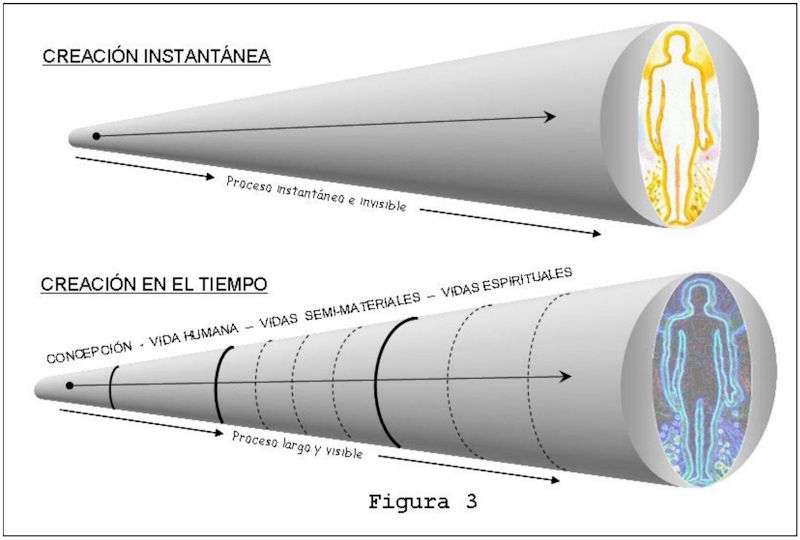 CREACIÓN INSTANTÁNEA
Proceso instantáneo e invisible
CREACIÓN EN EL TIEMPO
CONCEPCIÓN - VIDA HUMANA – VIDAS SEMI-MATERIALES – VIDAS ESPIRITUALES
Proceso largo y visible
Figura 3